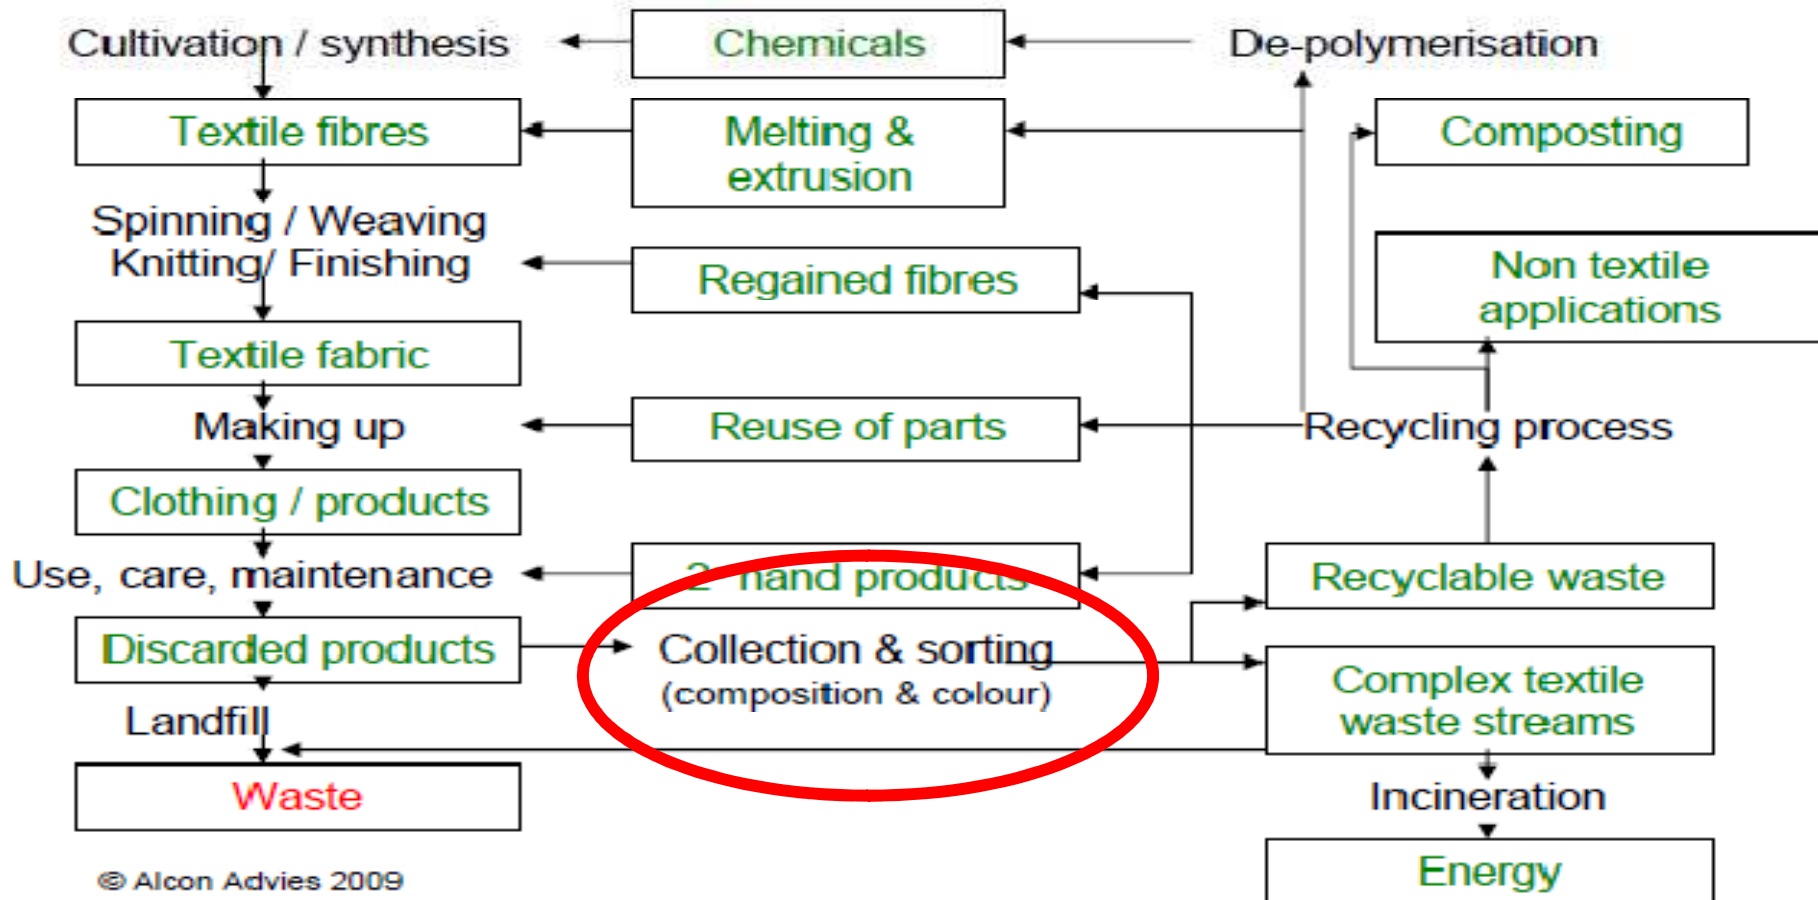 Cultivation / synthesis
Chemicals
De-polymerisation
Textile fibres
Melting &
extrusion
Composting
Spinning / Weaving
Knitting/ Finishing
Regained fibres
Non textile
applications
Textile fabric
Making up
Reuse of parts
Recycling process
Clothing / products
Use, care, maintenance
hand products
Recyclable waste
Discarded products
Collection & sorting
(composition & colour)
Complex textile
waste streams
Landfill
Waste
Incineration
Energy
© Alcon Advies 2009